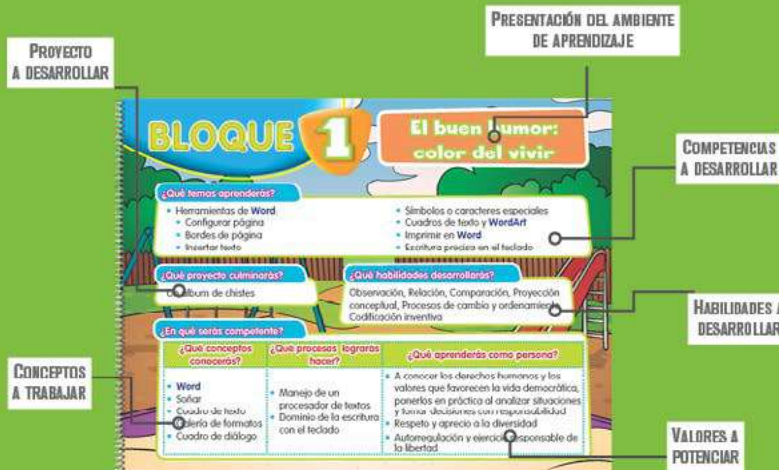 PRESENTACIÓN DEL AMBIENTE
DE APRENDIZAJE
PROYECTO
A DESARROLLAR
BLOQUE 1
El buen humor:
color del vivir
COMPETENCIAS
A DESARROLLAR
¿Qué temas aprenderás?
• Herramientas de Word
• Configurar página
• Bordes de página
• Insertar texto
• Símbolos o caracteres especiales
• Cuadros de texto y WordArt
• Imprimir en Word
• Escritura precisa en el teclado
¿Qué proyecto culminarás?
álbum de chistes
¿Qué habilidades desarrollarás?
Observación, Relación, Comparación, Proyección
conceptual, Procesos de cambio y ordenamiento
Codificación inventiva
HABILIDADES A
DESARROLLAR
¿En qué serás competente?
¿Qué conceptos
conocerás?
¿Qué procesos lograrás
hacer?
¿Qué aprenderás como persona?
CONCEPTOS
A TRABAJAR
• Word
• Soñar
• Cuadro de texto
• Galería de formatos
• Cuadro de diálogo
• Manejo de un
procesador de textos
• Dominio de la escritura
con el teclado
• A conocer los derechos humanos y los
valores que favorecen la vida democrática,
ponerlos en práctica al analizar situaciones
y tomar decisiones con responsabilidad
• Respeto y aprecio a la diversidad
• Autorregulación y ejercicio responsable de
la libertad
VALORES A
POTENCIAR